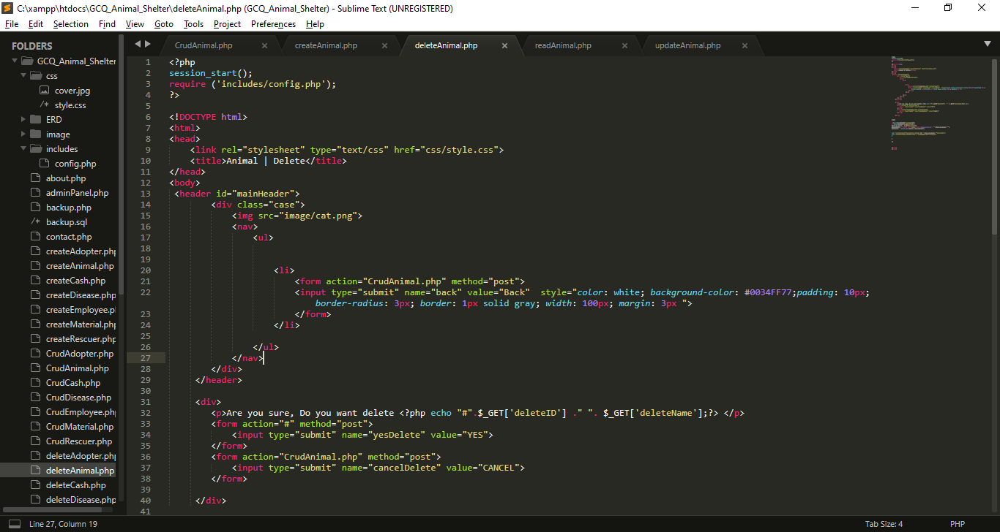 C:\xampp\htdocs\GCQ_Animal_Shelter\deleteAnimal.php (GCQ_Animal_Shelter) - Sublime Text (UNREGISTERED)
File Edit Selection Find View Goto Tools Project Preferences Help
FOLDERS
GCQ_Animal_Shelter
css
cover.jpg
/* style.css
ERD
image
includes
config.php
about.php
adminPanel.php
backup.php
/* backup.sql
contact.php
createAdopter.php
createAnimal.php
createCash.php
createDisease.php
createEmployee.pl
createMaterial.php
createRescuer.php
CrudAdopter.php
CrudAnimal.php
CrudCash.php
CrudDisease.php
CrudEmployee.php
CrudMaterial.php
CrudRescuer.php
deleteAdopter.php
deleteAnimal.php
deleteCash.php
deleteDisease.php
CrudAnimal.php × createAnimal.php × deleteAnimal.php × readAnimal.php × updateAnimal.php ×
1 <?php
2 session_start();
3 require ('includes/config.php');
4 ?>
5
6 <!DOCTYPE html>
7 <html>
8 <head>
9 <link rel="stylesheet" type="text/css" href="css/style.css">
10 <title>Animal | Delete</title>
11 </head>
12 <body>
13 <header id="mainHeader">
14 <div class="case">
15 <img src="image/cat.png">
16 <nav>
17 <ul>
18
19
20 <li>
21 <form action="CrudAnimal.php" method="post">
22 <input type="submit" name="back" value="Back"  style="color: white; background-color: #0034FF77;padding: 10px;
border-radius: 3px; border: 1px solid gray; width: 100px; margin: 3px ">
23 </form>
24 </li>
25
26 </ul>
27 </nav>
28 </div>
29 </header>
30
31 <div>
32 <p>Are you sure, Do you want delete <?php echo "#".$_GET['deleteID'] ." ". $_GET['deleteName'];?> </p>
33 <form action="#" method="post">
34 <input type="submit" name="yesDelete" value="YES">
35 </form>
36 <form action="CrudAnimal.php" method="post">
37 <input type="submit" name="cancelDelete" value="CANCEL">
38 </form>
39
40 </div>
41
Line 27, Column 19
Tab Size: 4 PHP